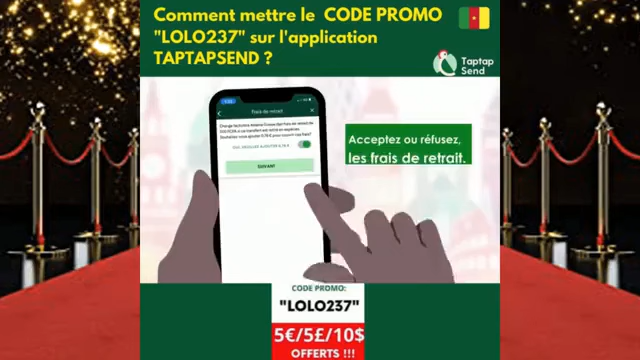 Comment mettre le CODE PROMO
"LOLO237" sur l'application
TAPTAPSEND ?
Taptap
Send
Frais de retrait
SUIVANT
Acceptez ou réfusez,
les frais de retrait.
CODE PROMO:
"LOLO237"
5€/5£/10$
OFFERTS !!!